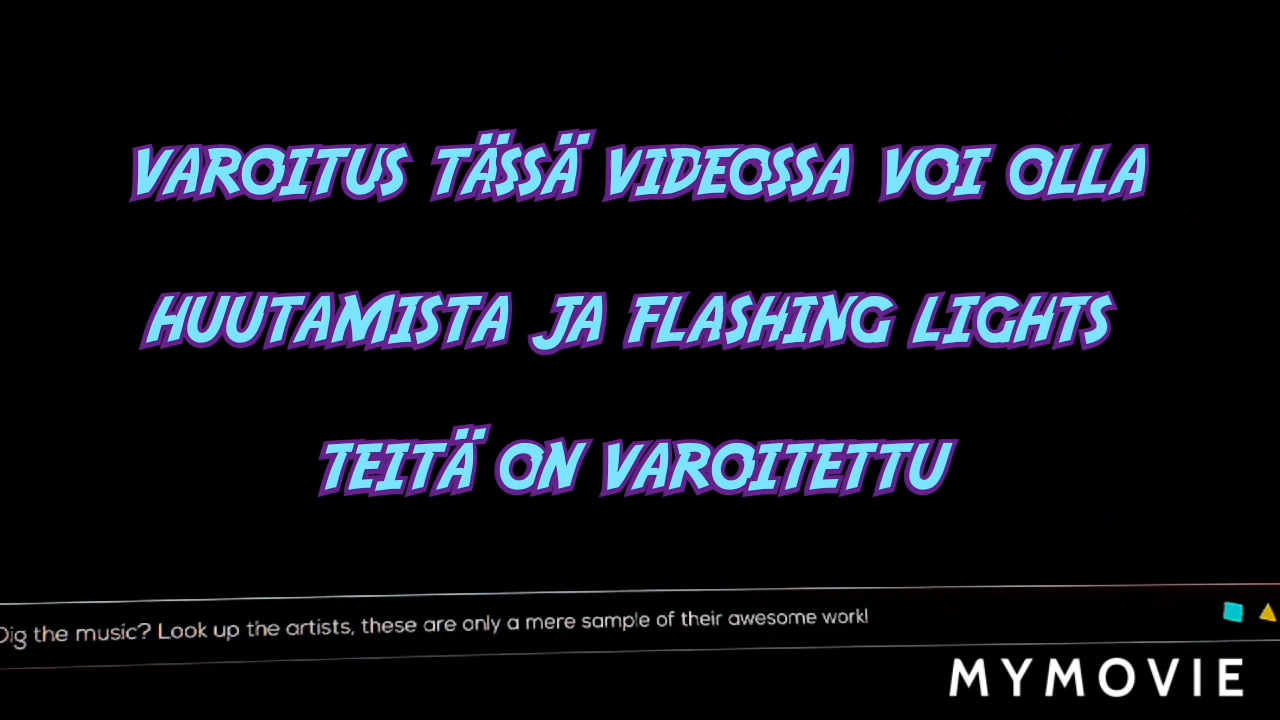 VAROITUS TÄSSÄ VIDEOSSA VOI OLLA
HUUTAMISTA JA FLASHING LIGHTS
TEITÄ ON VAROITETTU
Dig the music? Look up the artists, these are only a mere sample of their awesome work!
MYMOVIE